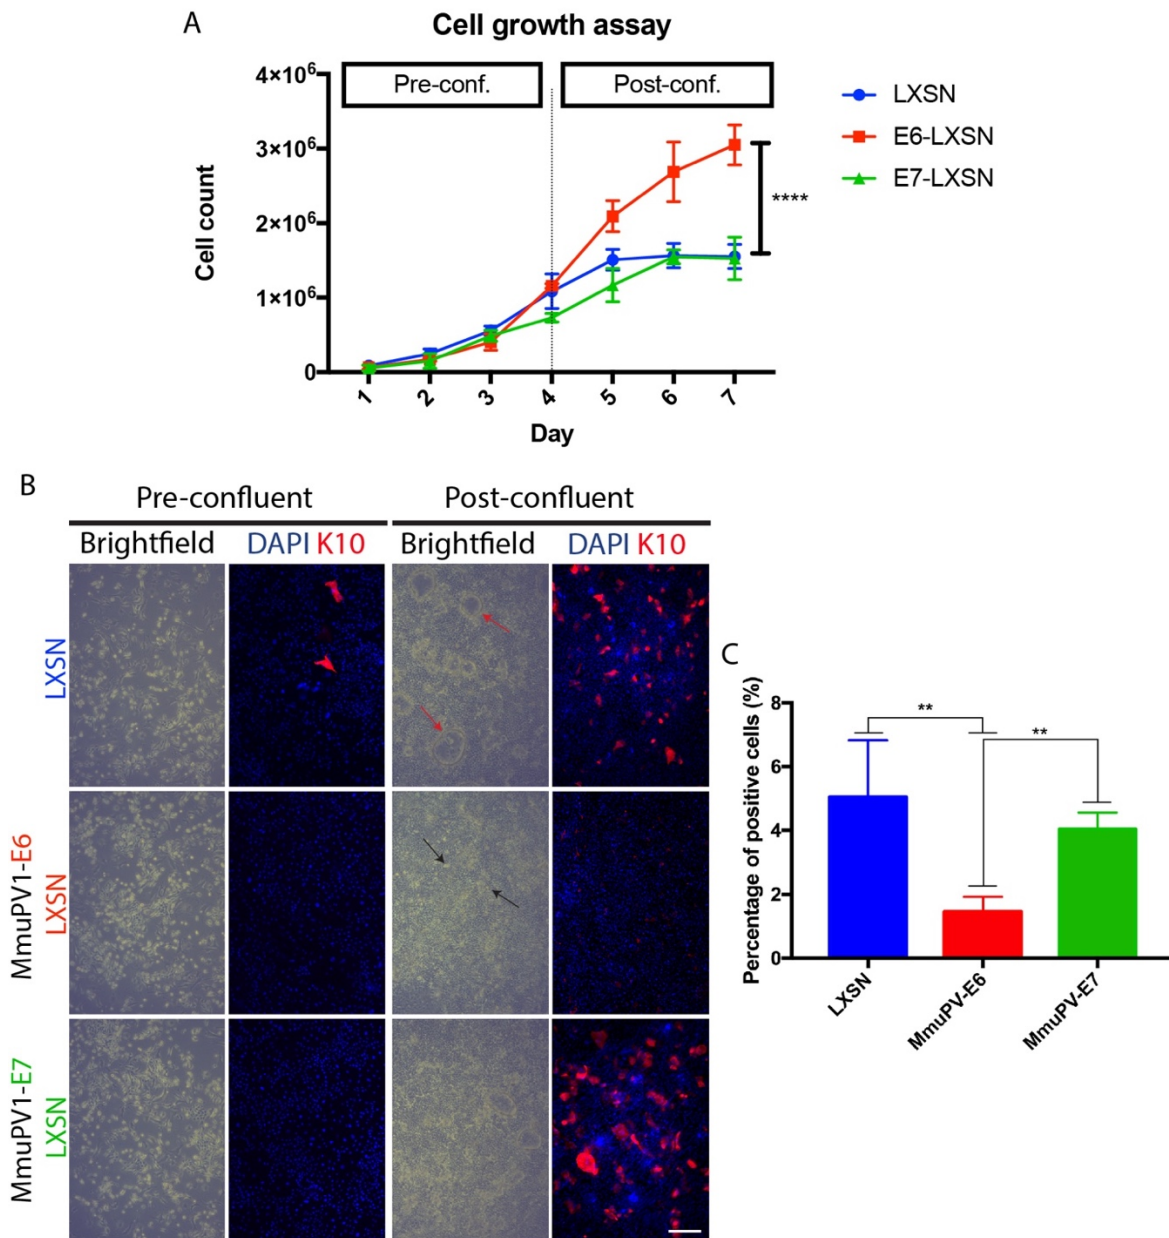 A
Cell growth assay
Pre-conf.
Post-conf.
4×10⁶
3×10⁶
2×10⁶
1×10⁶
0
Cell count
1 2 3 4 5 6 7
Day
****
LXSN
E6-LXSN
E7-LXSN
B
Pre-confluent Post-confluent
Brightfield DAPI K10 Brightfield DAPI K10
LXSN
MmuPV1-E6
LXSN
MmuPV1-E7
LXSN
C
Percentage of positive cells (%)
8
6
4
2
0
** **
LXSN MmuPV-E6 MmuPV-E7